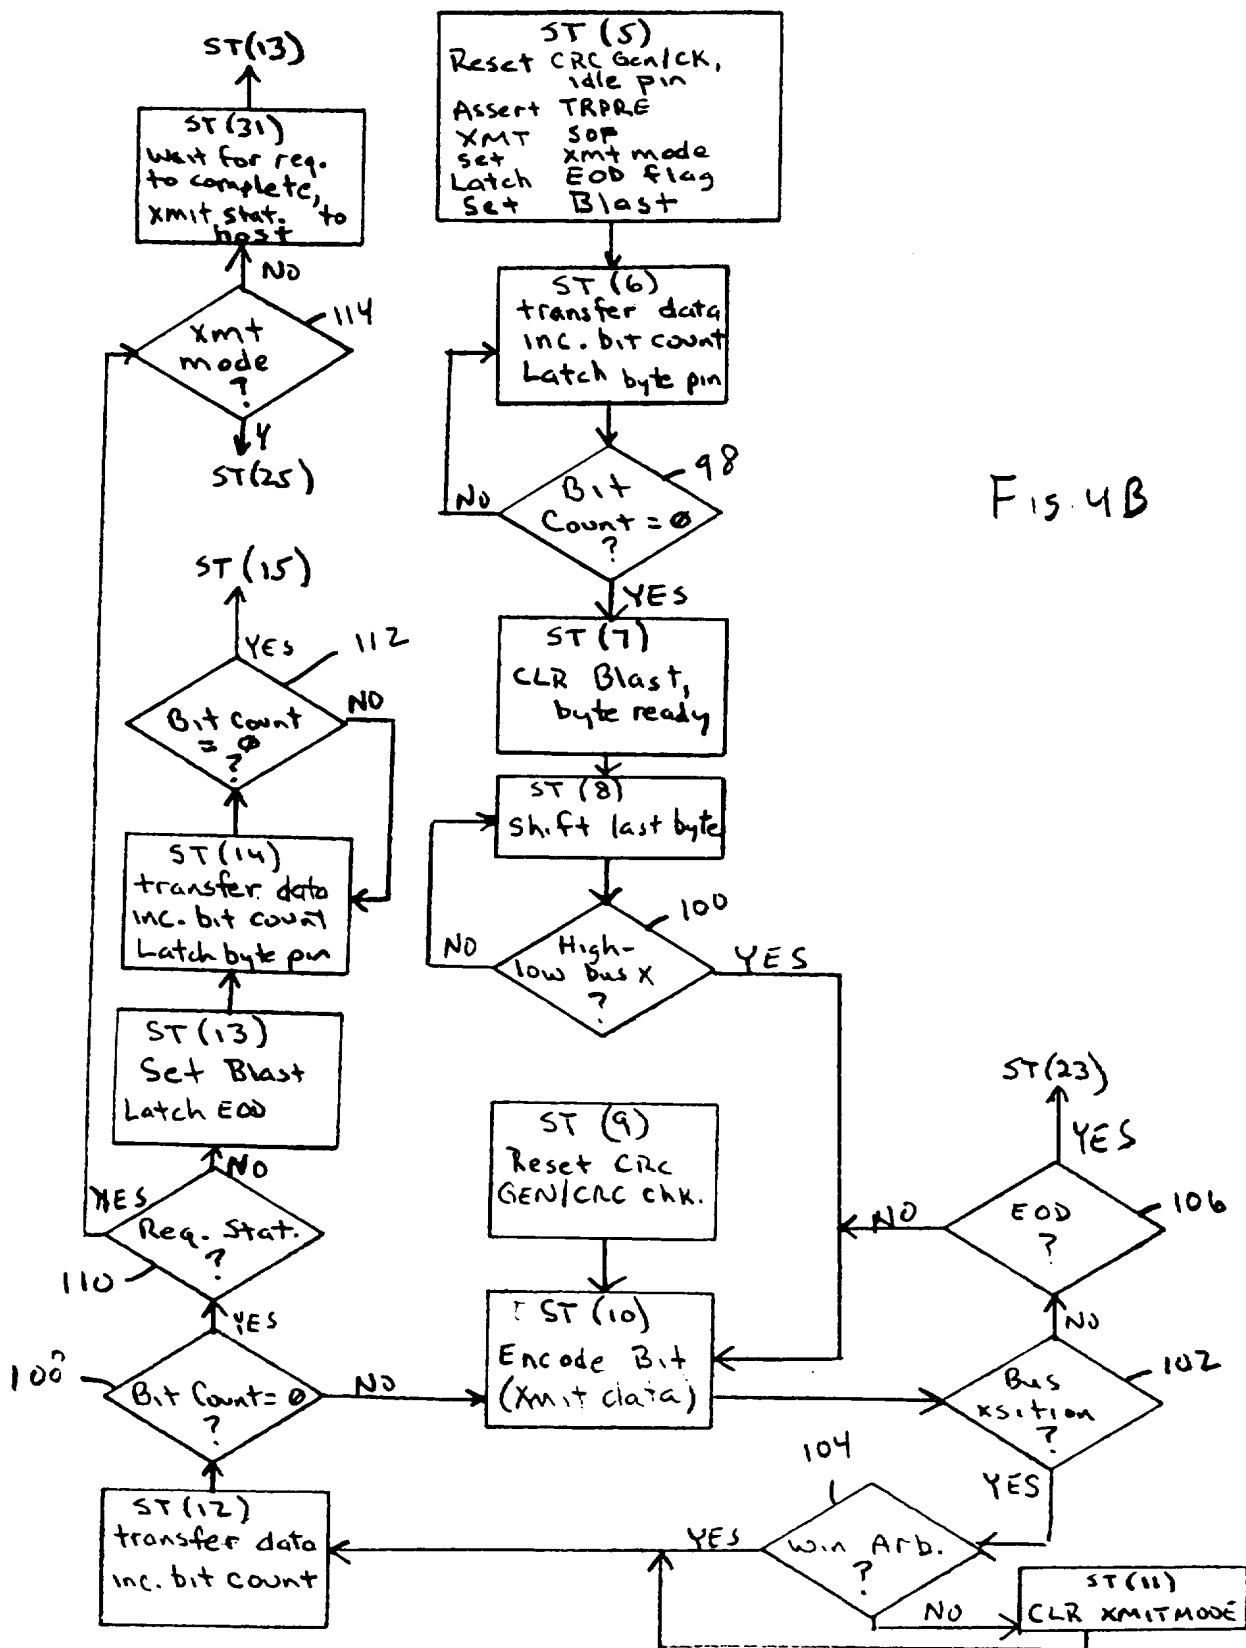 ST(13)
ST(31)
Wait for req.
to complete,
xmit stat. to
host
NO
114
Xmt
mode
?
Y
ST(25)
ST(5)
Reset CRC Gen/CK,
idle pin
Assert TRPRE
XMT SOF
set xmt mode
Latch EOD flag
Set Blast
ST(6)
transfer data
inc. bit count
Latch byte pin
98
NO
Bit
Count = Ø
?
YES
Fig. 4B
ST(7)
CLR Blast,
byte ready
ST(8)
Shift last byte
100
NO
High-
low bus X
?
YES
ST(15)
YES
112
NO
Bit Count
= Ø
?
ST(14)
transfer data
inc. bit count
Latch byte pin
ST(13)
Set Blast
Latch EOD
NO
YES
Req. Stat.
?
110
YES
100
Bit Count = Ø
?
NO
ST(12)
transfer data
inc. bit count
ST(9)
Reset CRC
GEN/CRC chk.
ST(10)
Encode Bit
(Xmit data)
ST(23)
YES
106
EOD
?
NO
NO
102
Bus
xsition
?
YES
104
YES
Win Arb.
?
NO
ST(11)
CLR XMITMODE